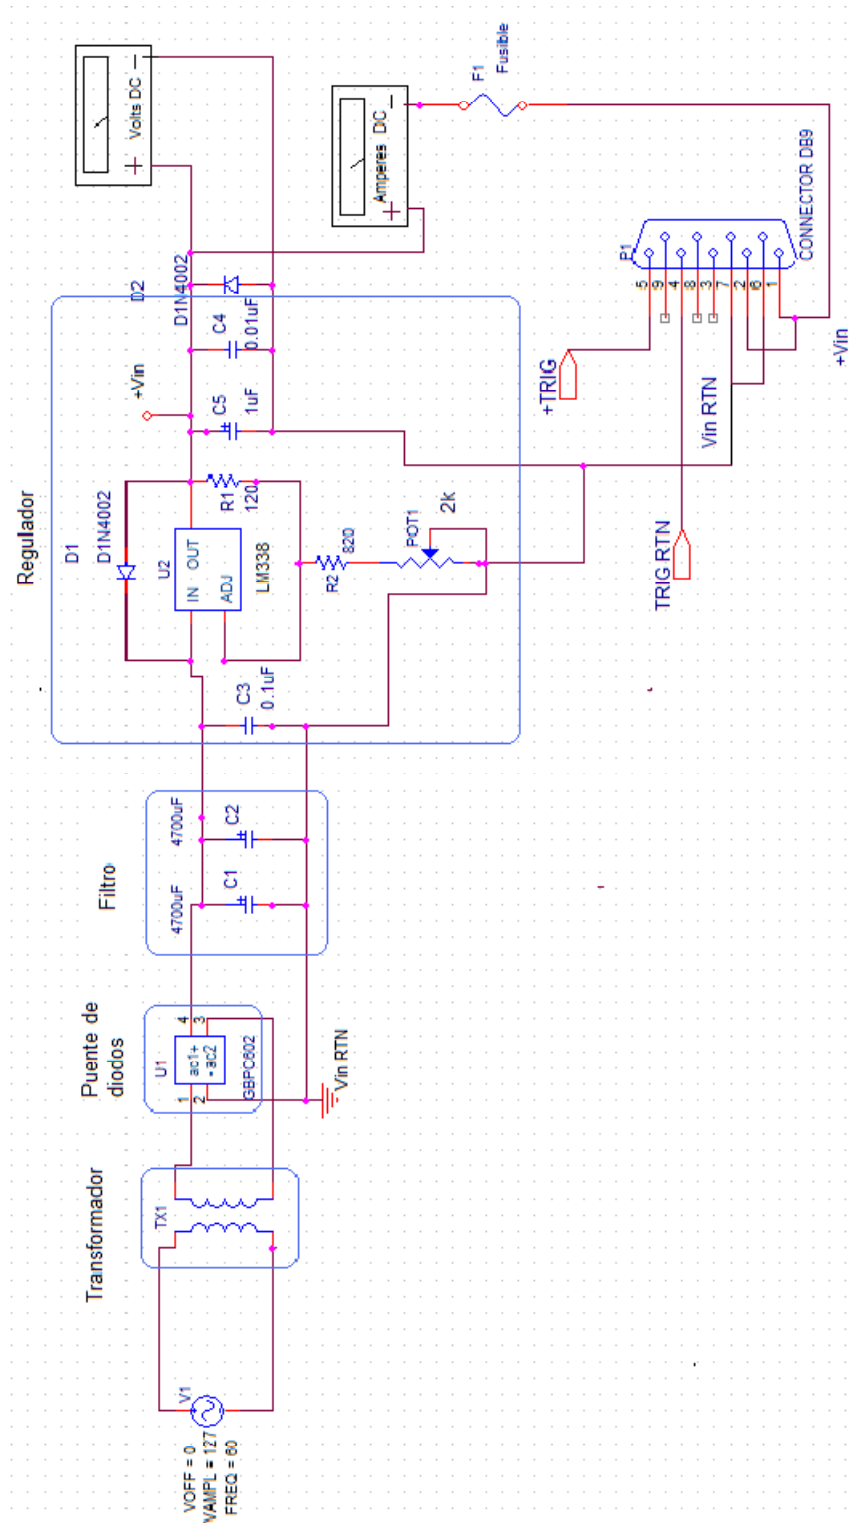 Volts DC
+
−
Amperes DC
+
−
F1
Fusible
P1
CONNECTOR DB9
5
9
4
8
3
7
2
6
1
+Vin
+TRIG
Vin RTN
TRIG RTN
Regulador
D1
D1N4002
U2
IN
OUT
ADJ
LM338
R1
120
+Vin
C5
1uF
C4
0.01uF
D2
D1N4002
R2
820
POT1
2k
C3
0.1uF
Filtro
4700uF
C1
4700uF
C2
Puente de
diodos
U1
1
2
4
3
ac1+
- ac2
GBPC602
Vin RTN
Transformador
TX1
V1
VOFF = 0
VAMPL = 127
FREQ = 60